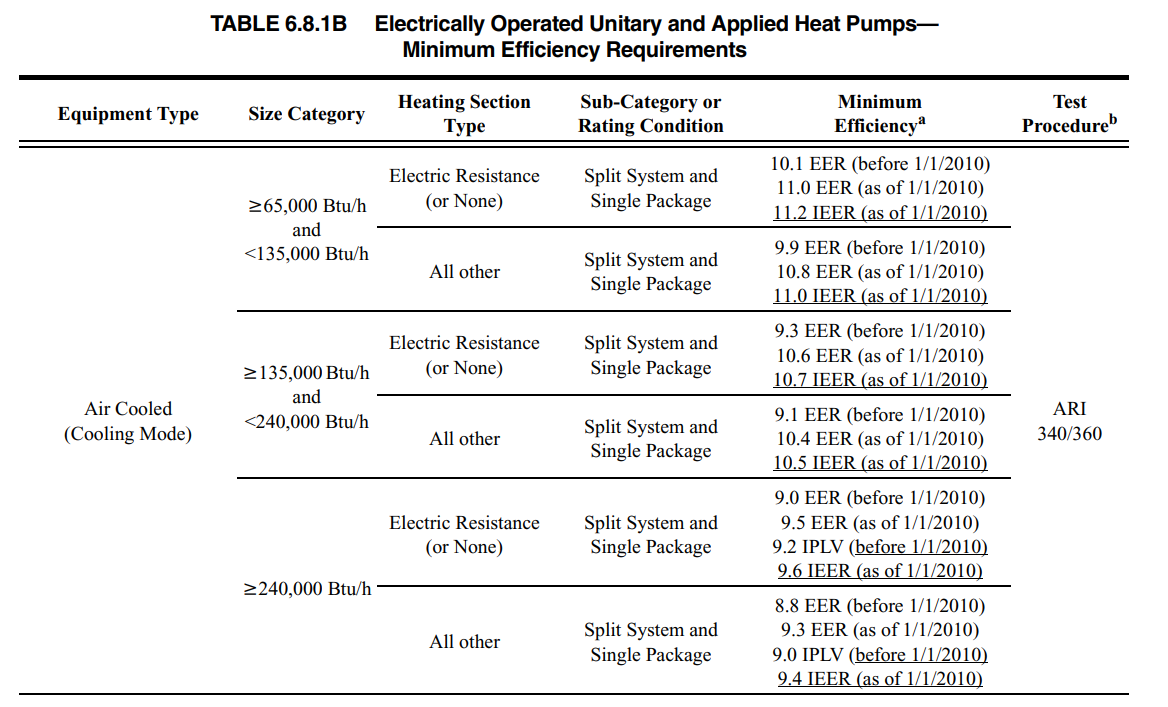 TABLE 6.8.1B Electrically Operated Unitary and Applied Heat Pumps—
Minimum Efficiency Requirements
Equipment Type
Size Category
Heating Section
Type
Sub-Category or
Rating Condition
Minimum
Efficiencyᵃ
Test
Procedureᵇ
Air Cooled
(Cooling Mode)
≥65,000 Btu/h
and
<135,000 Btu/h
Electric Resistance
(or None)
Split System and
Single Package
10.1 EER (before 1/1/2010)
11.0 EER (as of 1/1/2010)
11.2 IEER (as of 1/1/2010)
All other
Split System and
Single Package
9.9 EER (before 1/1/2010)
10.8 EER (as of 1/1/2010)
11.0 IEER (as of 1/1/2010)
≥135,000 Btu/h
and
<240,000 Btu/h
Electric Resistance
(or None)
Split System and
Single Package
9.3 EER (before 1/1/2010)
10.6 EER (as of 1/1/2010)
10.7 IEER (as of 1/1/2010)
All other
Split System and
Single Package
9.1 EER (before 1/1/2010)
10.4 EER (as of 1/1/2010)
10.5 IEER (as of 1/1/2010)
≥240,000 Btu/h
Electric Resistance
(or None)
Split System and
Single Package
9.0 EER (before 1/1/2010)
9.5 EER (as of 1/1/2010)
9.2 IPLV (before 1/1/2010)
9.6 IEER (as of 1/1/2010)
All other
Split System and
Single Package
8.8 EER (before 1/1/2010)
9.3 EER (as of 1/1/2010)
9.0 IPLV (before 1/1/2010)
9.4 IEER (as of 1/1/2010)
ARI
340/360